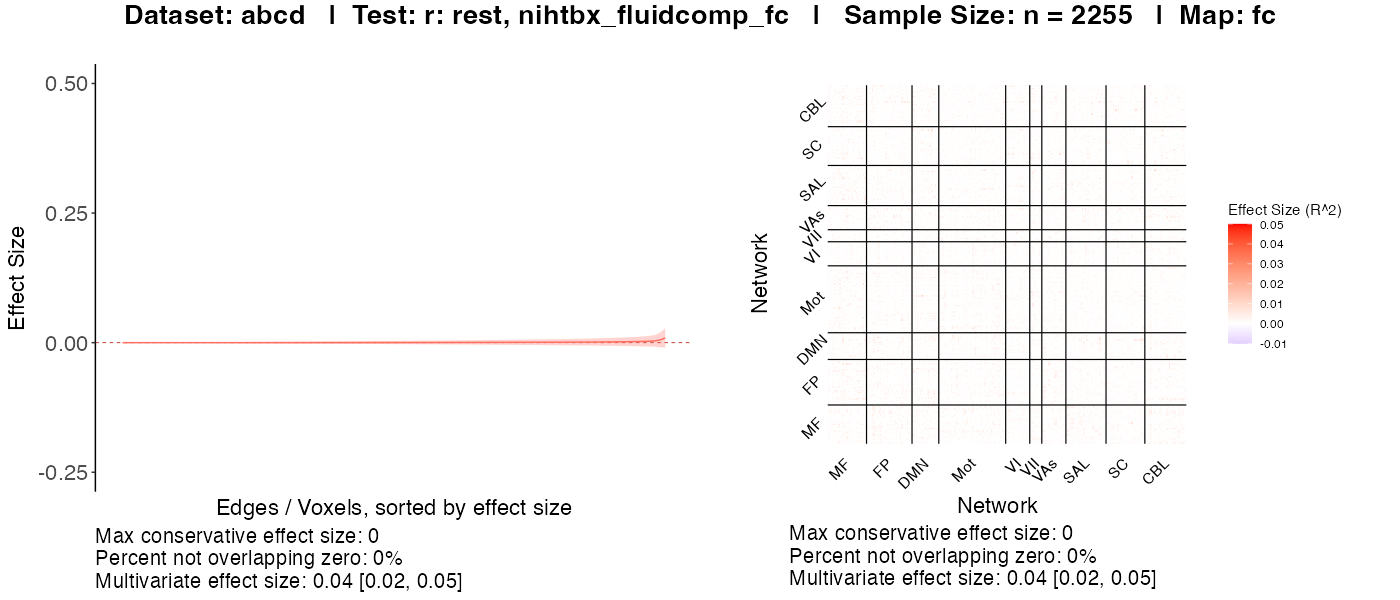 Dataset: abcd | Test: r: rest, nihtbx_fluidcomp_fc | Sample Size: n = 2255 | Map: fc
Effect Size
0.50
0.25
0.00
-0.25
Edges / Voxels, sorted by effect size
Max conservative effect size: 0
Percent not overlapping zero: 0%
Multivariate effect size: 0.04 [0.02, 0.05]
Network
CBL
SC
SAL
VAs
VII
VI
Mot
DMN
FP
MF
MF
FP
DMN
Mot
VI
VII
VAs
SAL
SC
CBL
Network
Max conservative effect size: 0
Percent not overlapping zero: 0%
Multivariate effect size: 0.04 [0.02, 0.05]
Effect Size (R^2)
0.05
0.04
0.03
0.02
0.01
0.00
-0.01